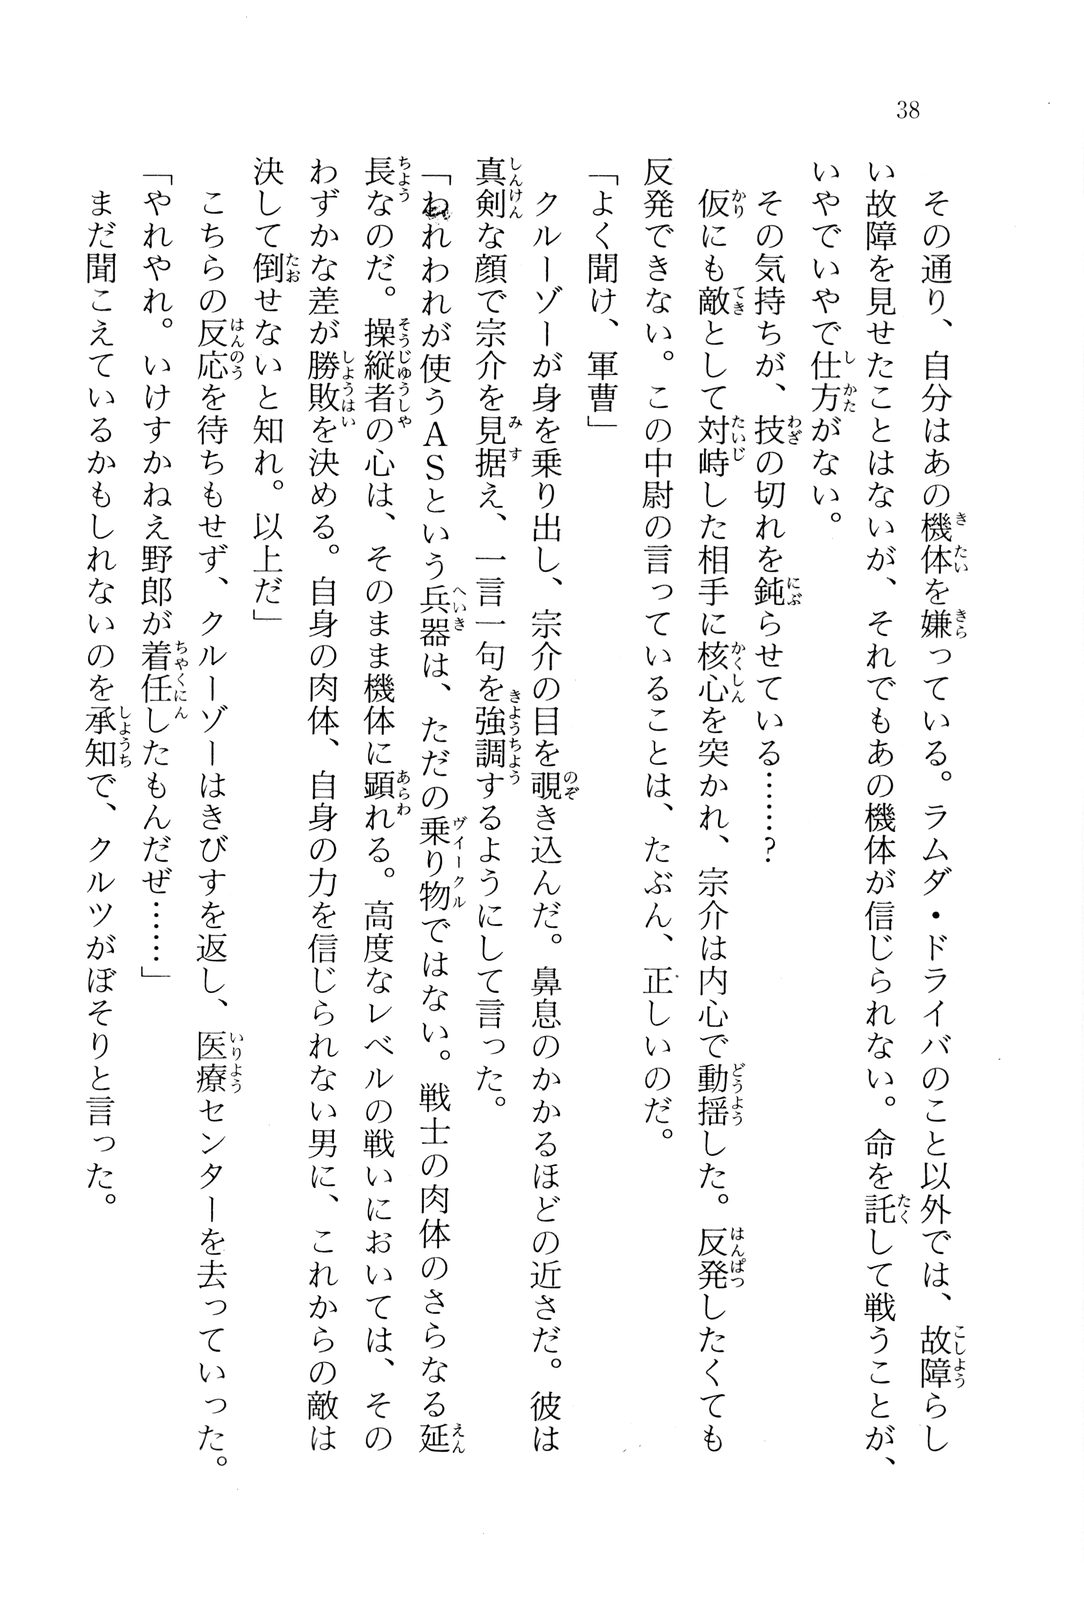 38
その通り、自分はあの機体を嫌っている。ラムダ・ドライバのこと以外では、故障らし
い故障を見せたことはないが、それでもあの機体が信じられない。命を託して戦うことが、
いやでいやで仕方がない。
その気持ちが、技の切れを鈍らせている……?
仮にも敵として対峙した相手に核心を突かれ、宗介は内心で動揺した。反発したくても
反発できない。この中尉の言っていることは、たぶん、正しいのだ。
「よく聞け、軍曹」
クルーゾーが身を乗り出し、宗介の目を覗き込んだ。鼻息のかかるほどの近さだ。彼は
真剣な顔で宗介を見据え、一言一句を強調するようにして言った。
「われわれが使うASという兵器は、ただの乗り物ではない。戦士の肉体のさらなる延
長なのだ。操縦者の心は、そのまま機体に顕れる。高度なレベルの戦いにおいては、その
わずかな差が勝敗を決める。自身の肉体、自身の力を信じられない男に、これからの敵は
決して倒せないと知れ。以上だ」
こちらの反応を待ちもせず、クルーゾーはきびすを返し、医療センターを去っていった。
「やれやれ。いけすかねえ野郎が着任したもんだぜ……」
まだ聞こえているかもしれないのを承知で、クルツがぼそりと言った。